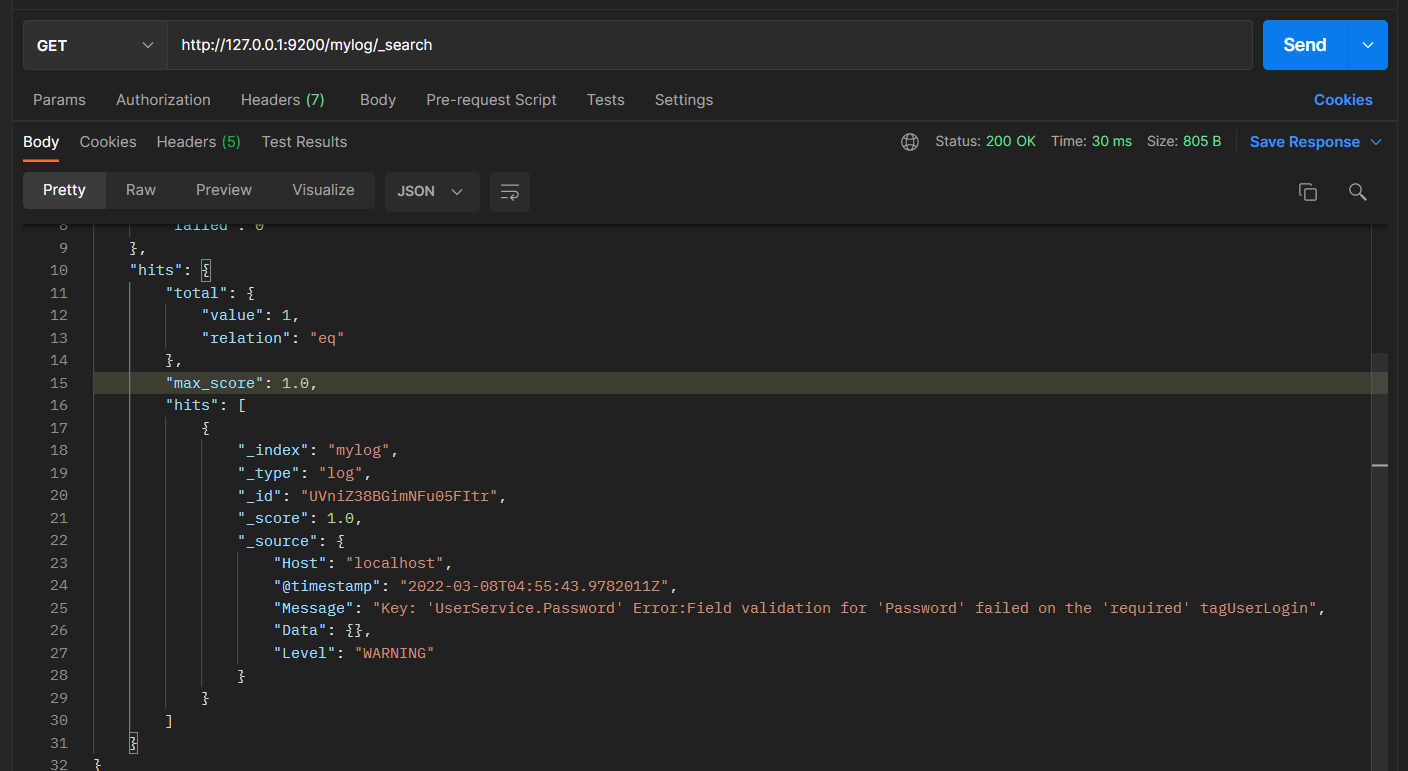 GET http://127.0.0.1:9200/mylog/_search Send
Params Authorization Headers (7) Body Pre-request Script Tests Settings Cookies
Body Cookies Headers (5) Test Results Status: 200 OK Time: 30 ms Size: 805 B Save Response
Pretty Raw Preview Visualize JSON
8 "failed": 0
9 },
10 "hits": {
11 "total": {
12 "value": 1,
13 "relation": "eq"
14 },
15 "max_score": 1.0,
16 "hits": [
17 {
18 "_index": "mylog",
19 "_type": "log",
20 "_id": "UVniZ38BGimNFu05FItr",
21 "_score": 1.0,
22 "_source": {
23 "Host": "localhost",
24 "@timestamp": "2022-03-08T04:55:43.9782011Z",
25 "Message": "Key: 'UserService.Password' Error:Field validation for 'Password' failed on the 'required' tagUserLogin",
26 "Data": {},
27 "Level": "WARNING"
28 }
29 }
30 ]
31 }
32 }